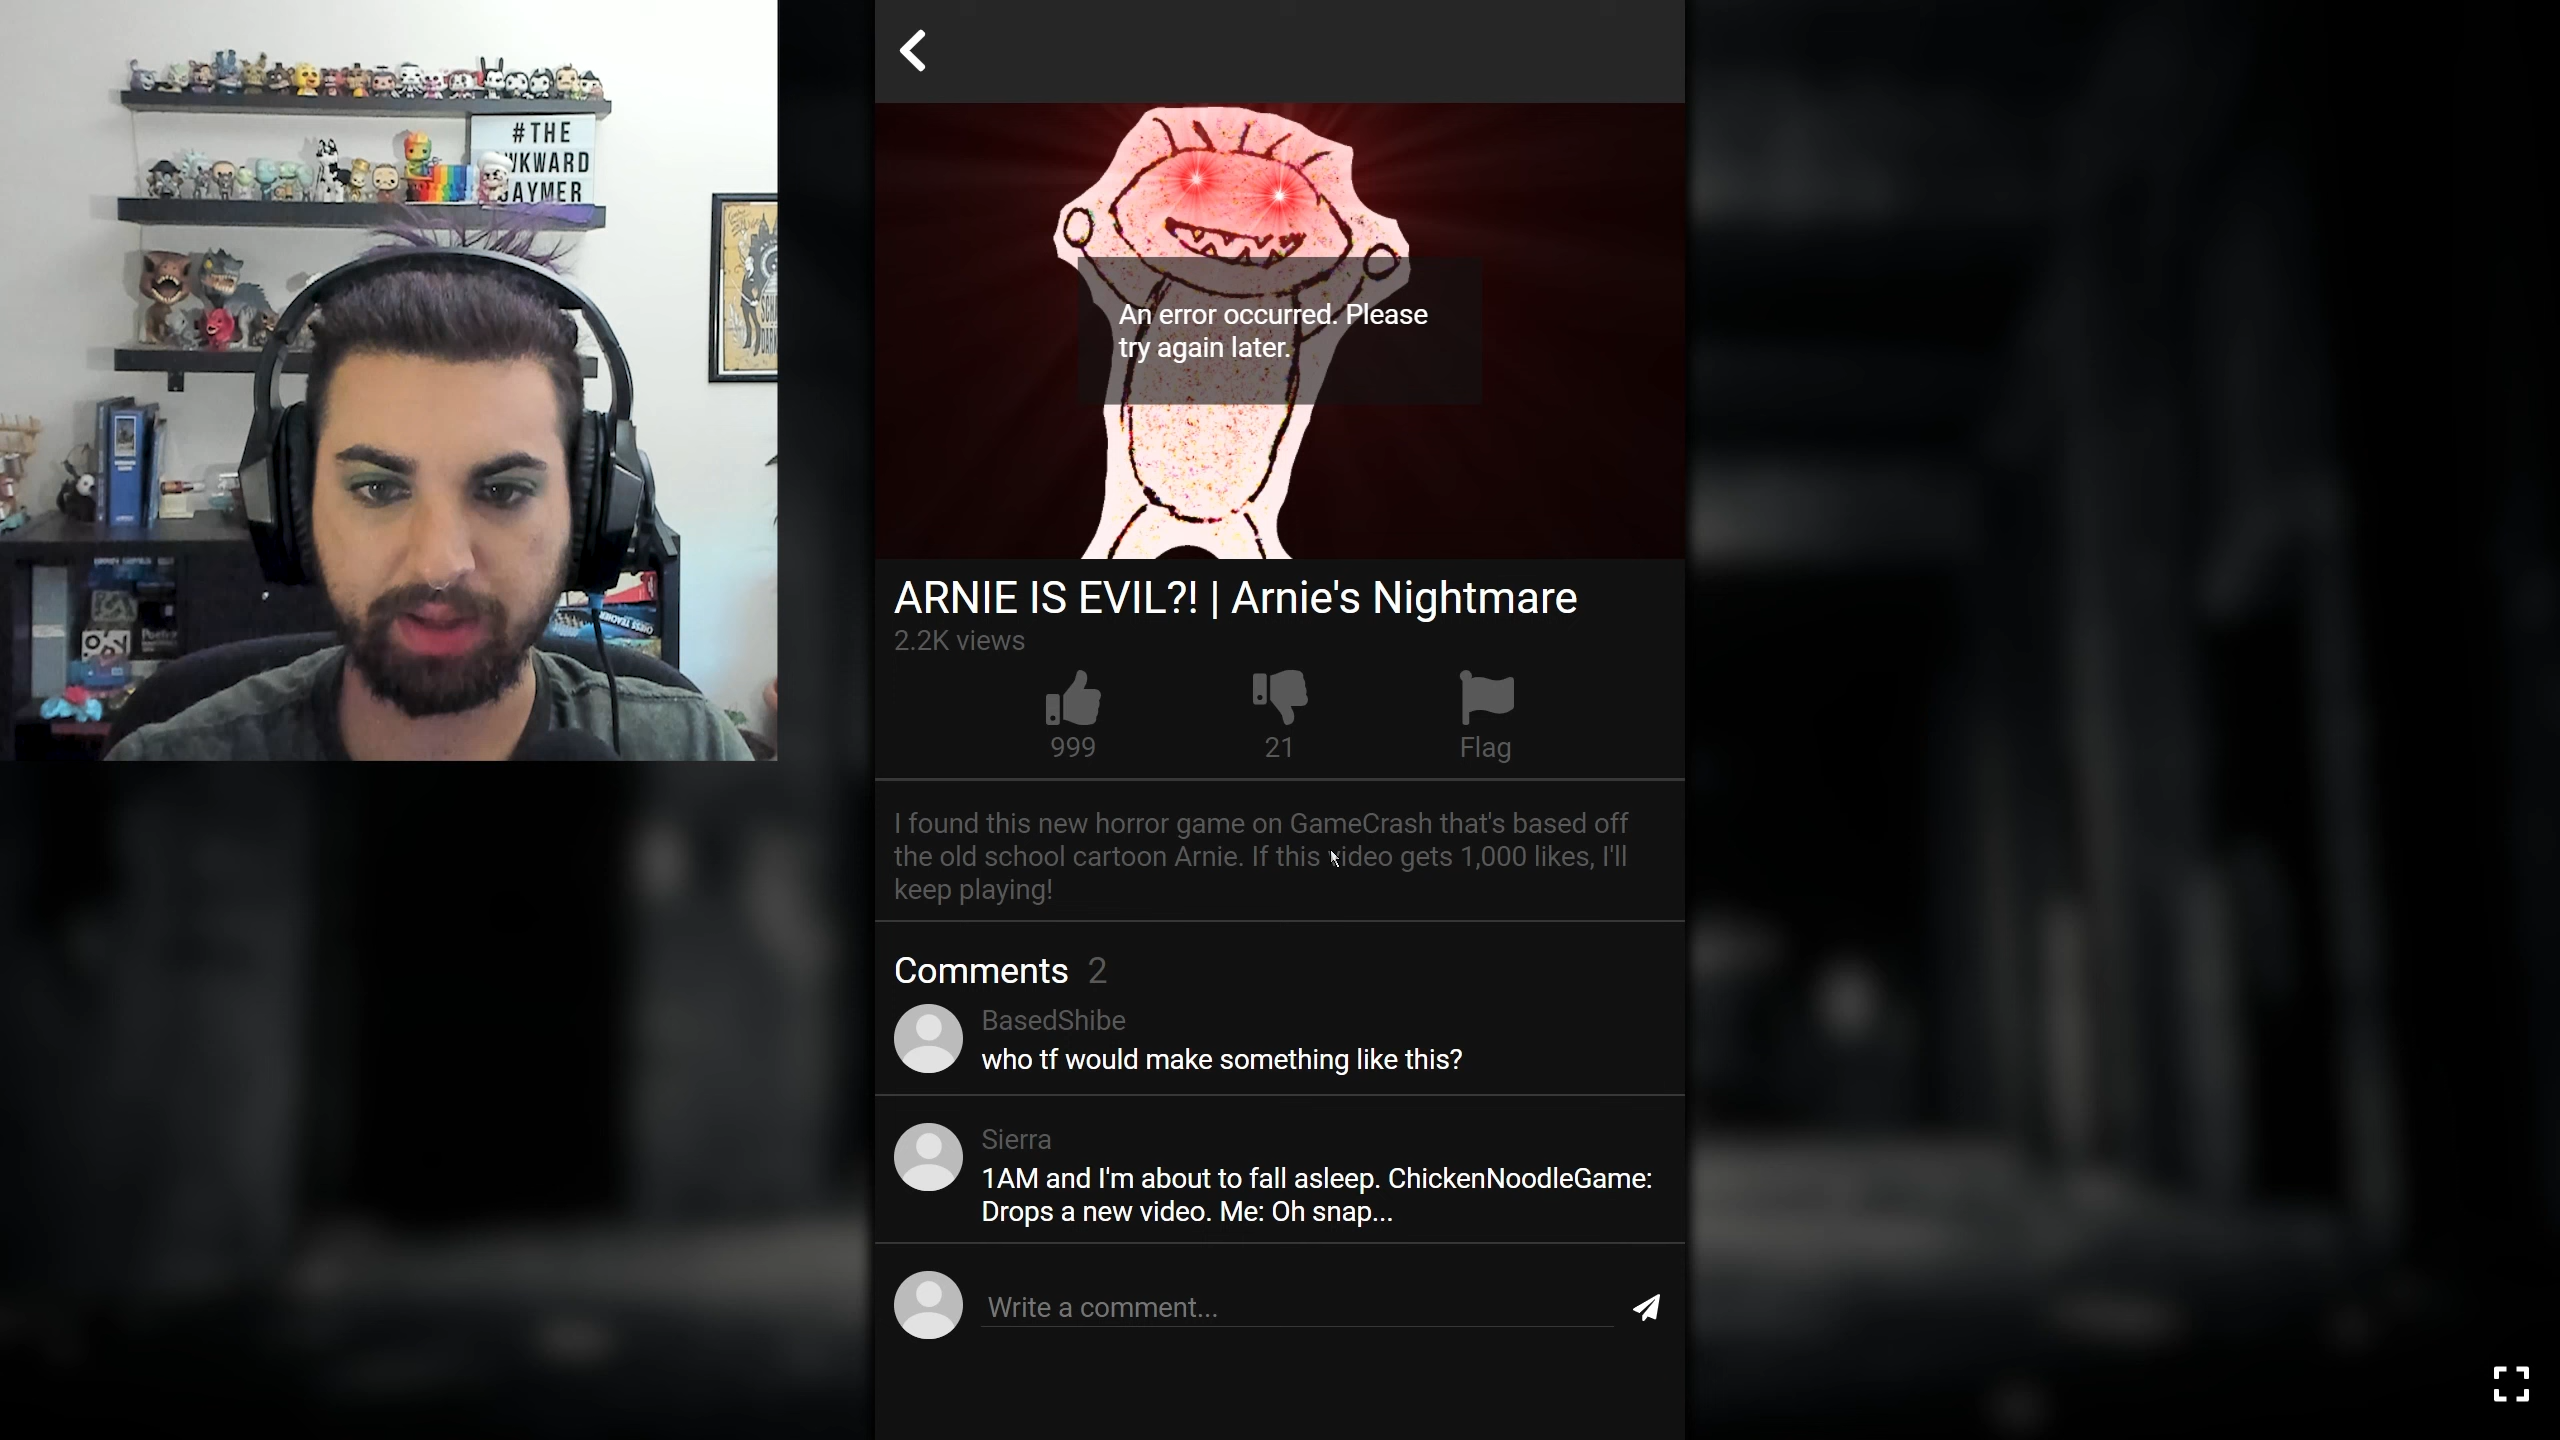 #THE
WKWARD
AYMER
An error occurred. Please
try again later.
ARNIE IS EVIL?! | Arnie's Nightmare
2.2K views
999
21
Flag
I found this new horror game on GameCrash that's based off
the old school cartoon Arnie. If this video gets 1,000 likes, I'll
keep playing!
Comments 2
BasedShibe
who tf would make something like this?
Sierra
1AM and I'm about to fall asleep. ChickenNoodleGame:
Drops a new video. Me: Oh snap...
Write a comment...